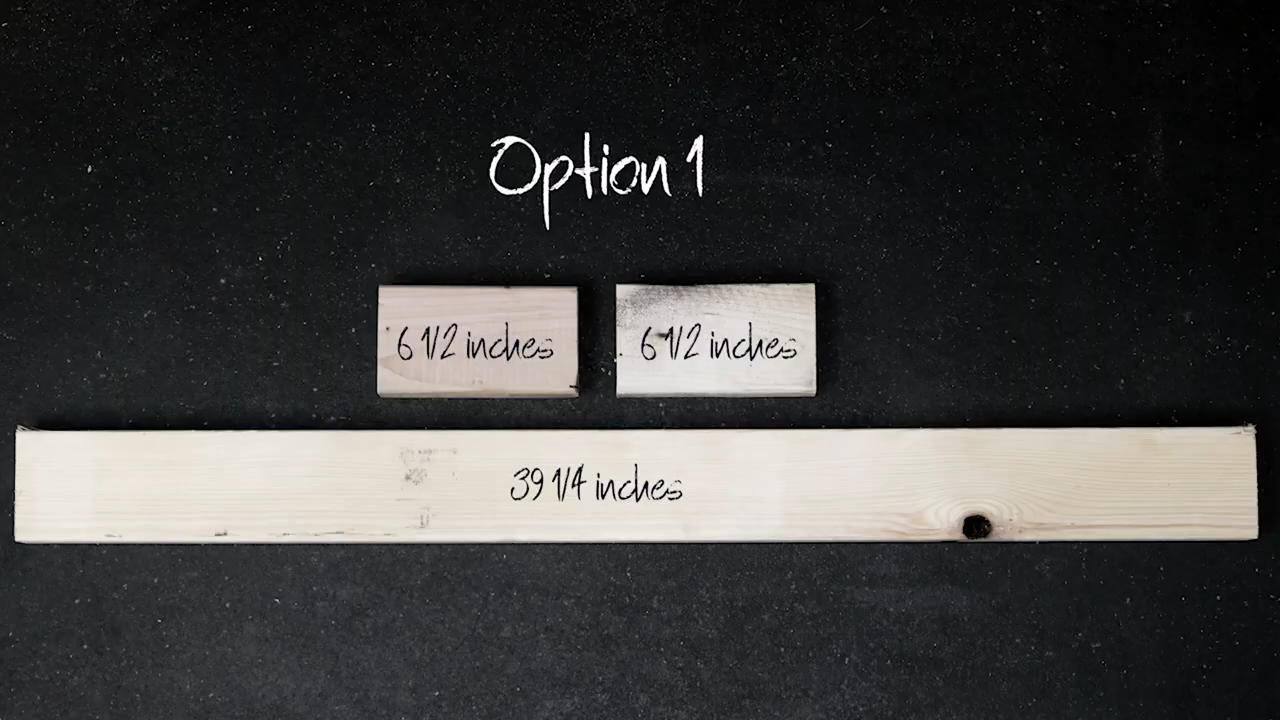 Option 1
6 1/2 inches
6 1/2 inches
39 1/4 inches